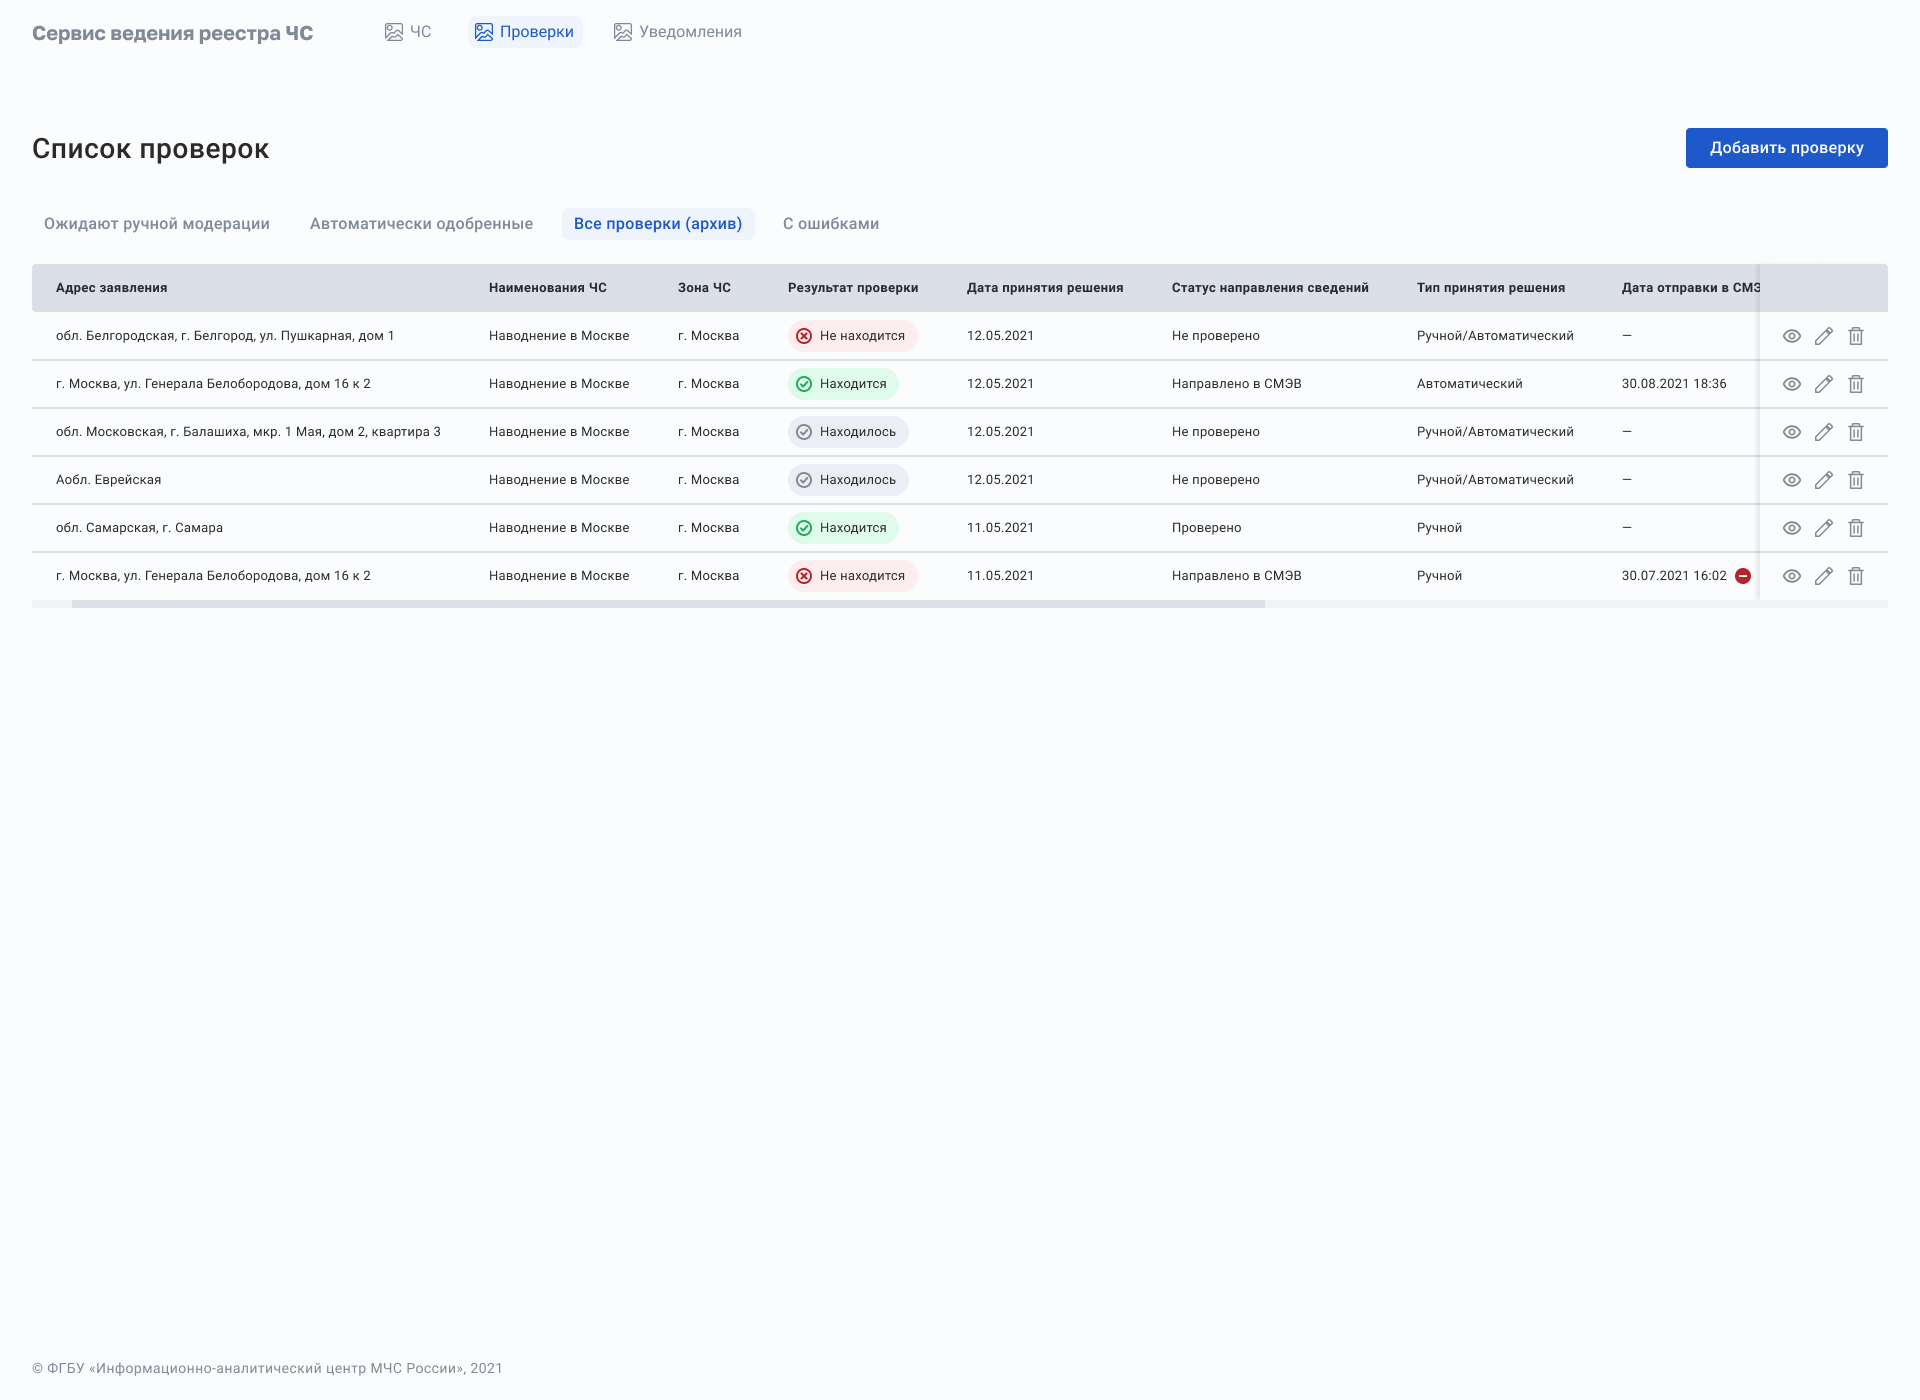 Сервис ведения реестра ЧС ЧС Проверки Уведомления
Список проверок Добавить проверку
Ожидают ручной модерации Автоматически одобренные Все проверки (архив) С ошибками
Адрес заявления Наименования ЧС Зона ЧС Результат проверки Дата принятия решения Статус направления сведений Тип принятия решения Дата отправки в СМЭ
обл. Белгородская, г. Белгород, ул. Пушкарная, дом 1 Наводнение в Москве г. Москва Не находится 12.05.2021 Не проверено Ручной/Автоматический —
г. Москва, ул. Генерала Белобородова, дом 16 к 2 Наводнение в Москве г. Москва Находится 12.05.2021 Направлено в СМЭВ Автоматический 30.08.2021 18:36
обл. Московская, г. Балашиха, мкр. 1 Мая, дом 2, квартира 3 Наводнение в Москве г. Москва Находилось 12.05.2021 Не проверено Ручной/Автоматический —
Аобл. Еврейская Наводнение в Москве г. Москва Находилось 12.05.2021 Не проверено Ручной/Автоматический —
обл. Самарская, г. Самара Наводнение в Москве г. Москва Находится 11.05.2021 Проверено Ручной —
г. Москва, ул. Генерала Белобородова, дом 16 к 2 Наводнение в Москве г. Москва Не находится 11.05.2021 Направлено в СМЭВ Ручной 30.07.2021 16:02
© ФГБУ «Информационно-аналитический центр МЧС России», 2021